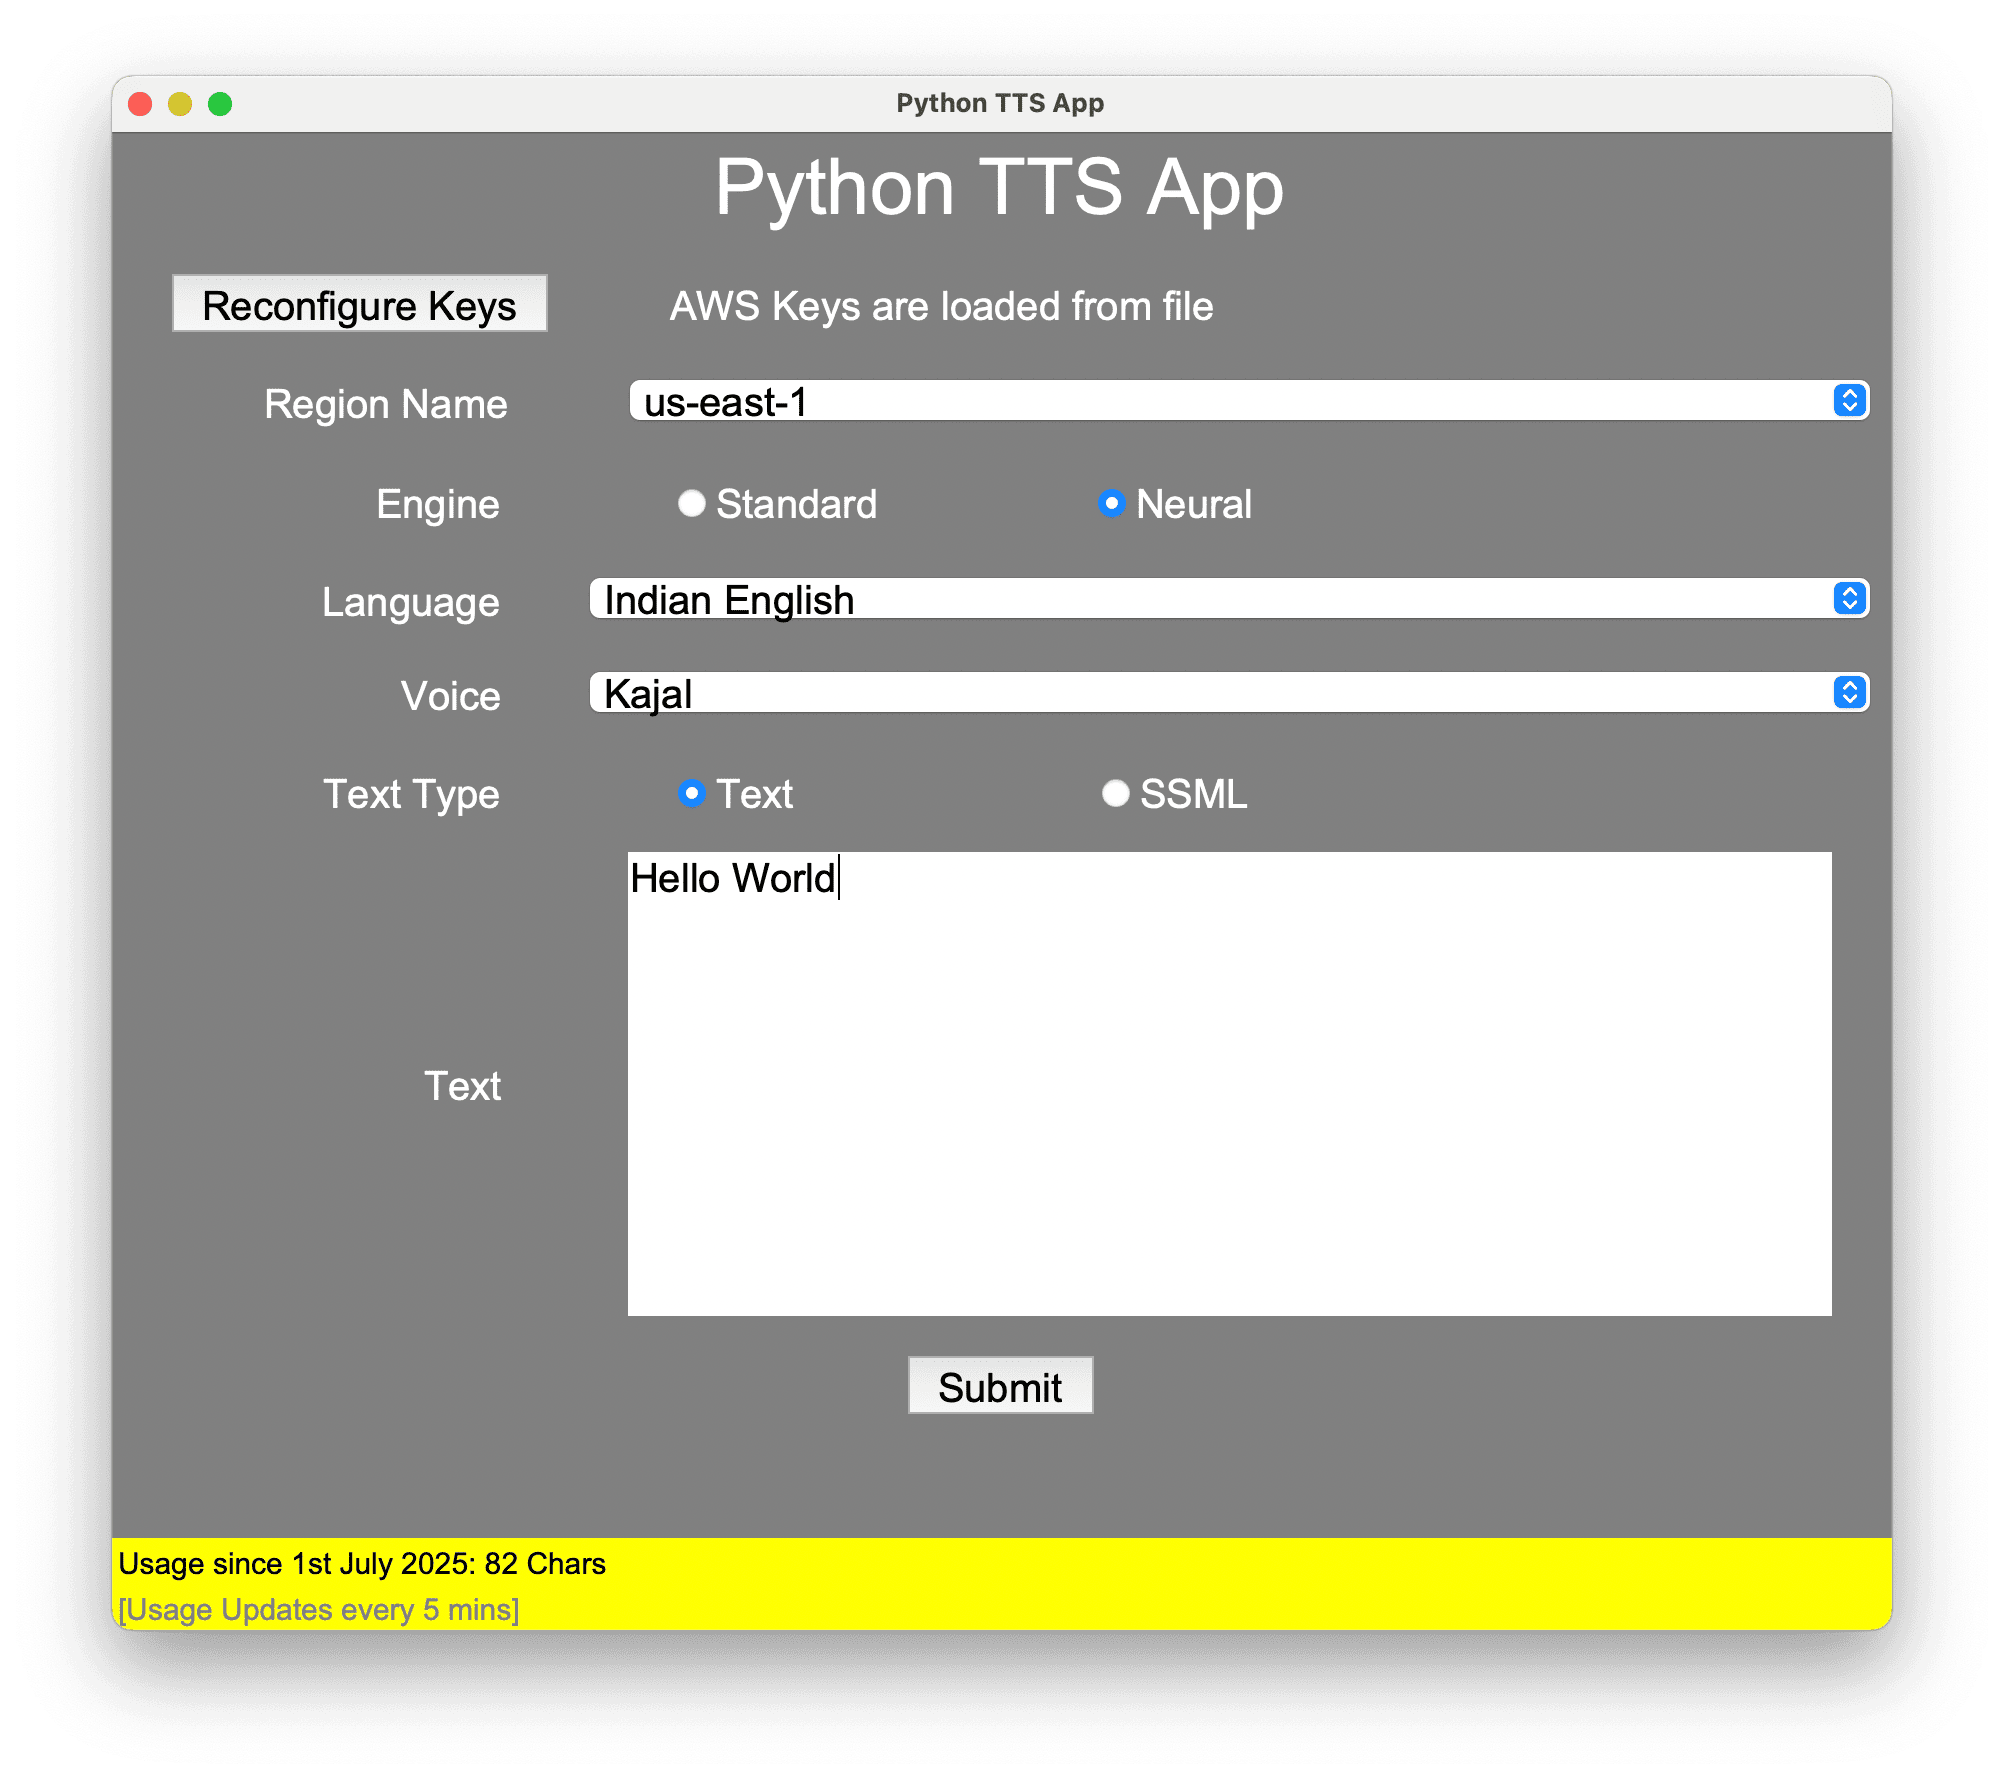 Python TTS App
Python TTS App
Reconfigure Keys AWS Keys are loaded from file
Region Name us-east-1
Engine Standard Neural
Language Indian English
Voice Kajal
Text Type Text SSML
Text Hello World
Submit
Usage since 1st July 2025: 82 Chars
[Usage Updates every 5 mins]